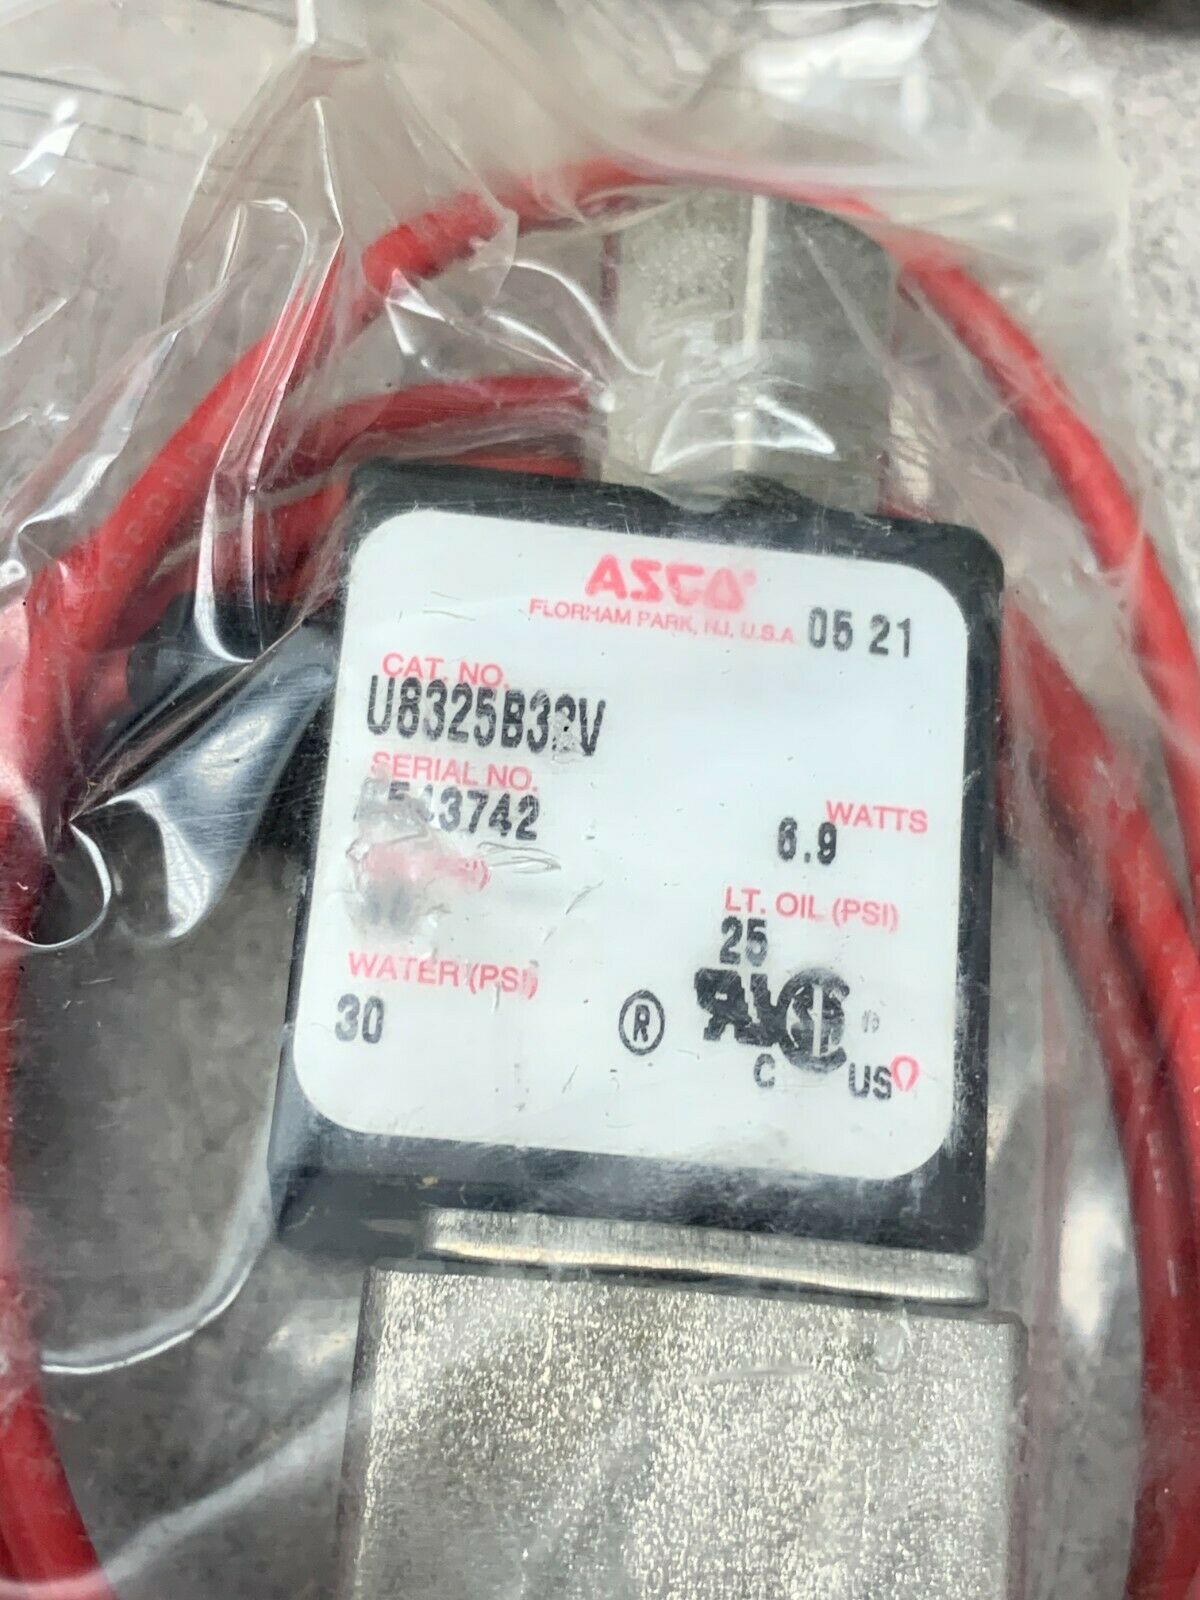 ASCO®
FLORHAM PARK, NJ, U.S.A. 05 21
CAT. NO.
SERIAL NO.
WATTS
6.9
LT. OIL (PSI)
25
WATER (PSI)
30
®
C US